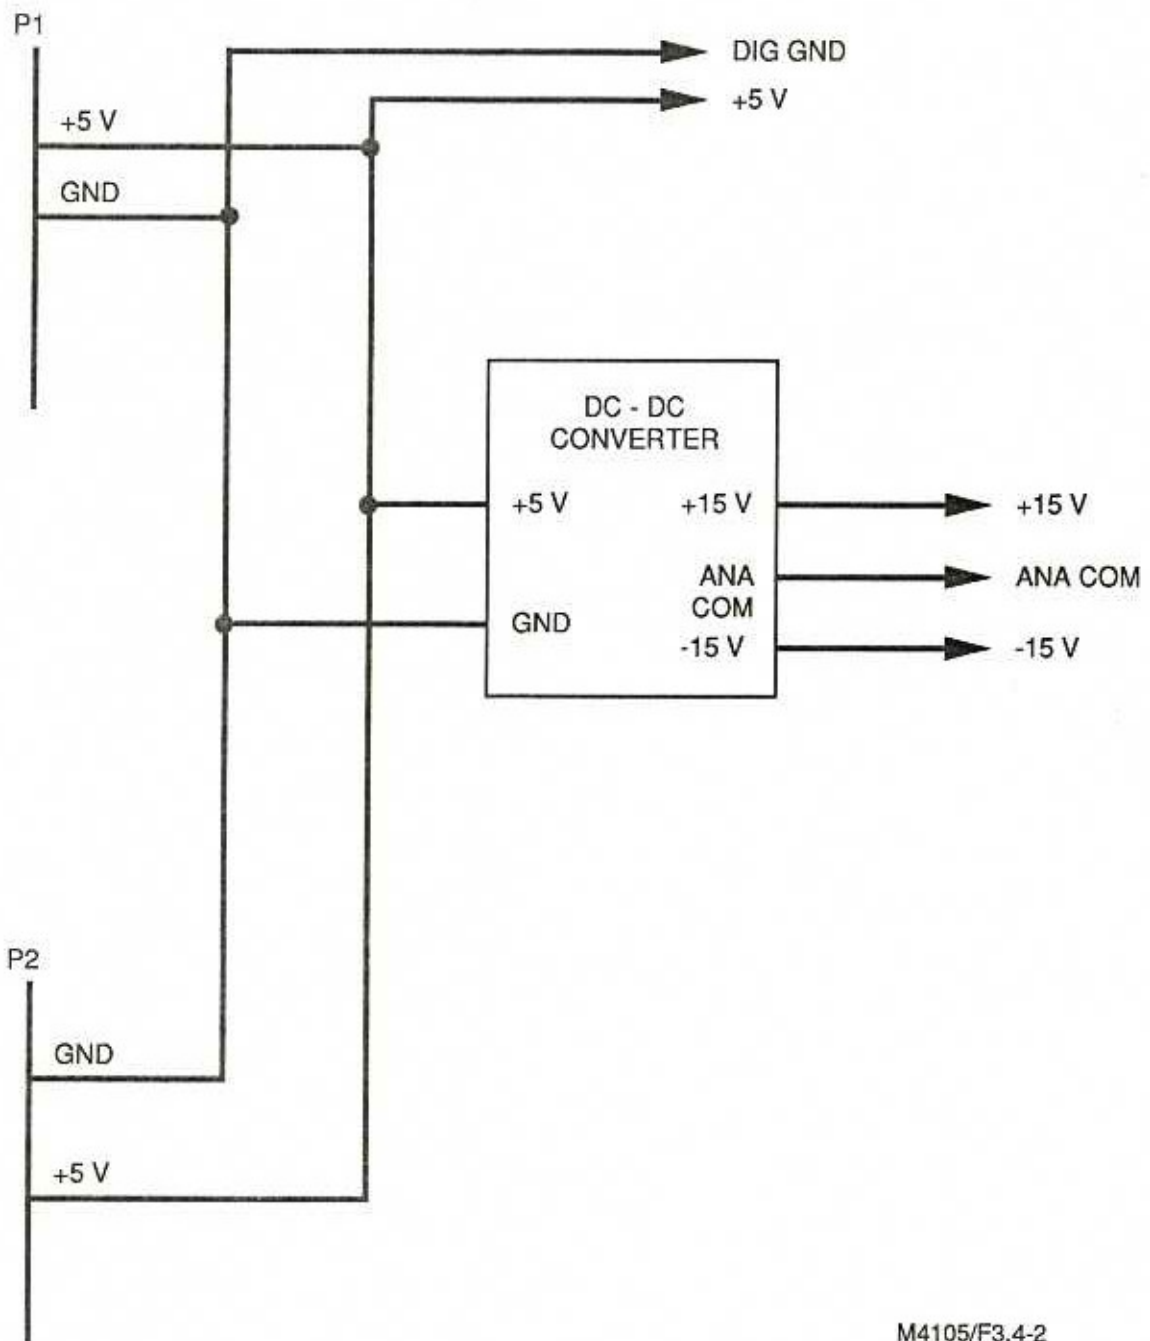 P1
DIG GND
+5 V
+5 V
GND
DC - DC
CONVERTER
+5 V
+15 V
+15 V
ANA
COM
ANA COM
GND
-15 V
-15 V
P2
GND
+5 V
M4105/F3.4-2